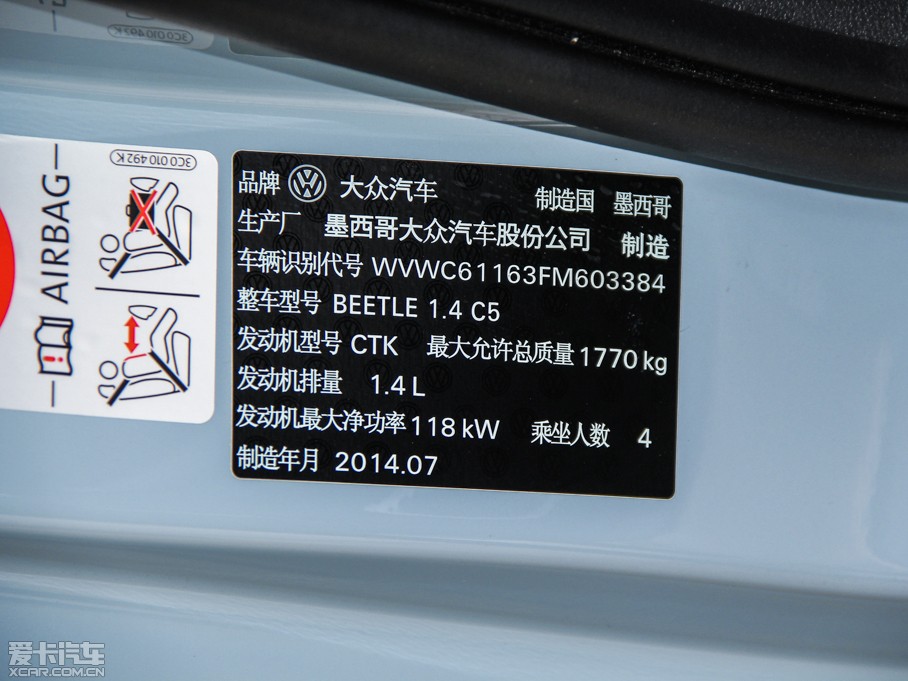 3C0 010 492 K
3C0 010 492 K
AIRBAG
品牌 大众汽车 制造国 墨西哥
生产厂 墨西哥大众汽车股份公司 制造
车辆识别代号 WVWC61163FM603384
整车型号 BEETLE 1.4 C5
发动机型号 CTK 最大允许总质量 1770 kg
发动机排量 1.4 L
发动机最大净功率 118 kW 乘坐人数 4
制造年月 2014.07
爱卡汽车
XCAR.COM.CN